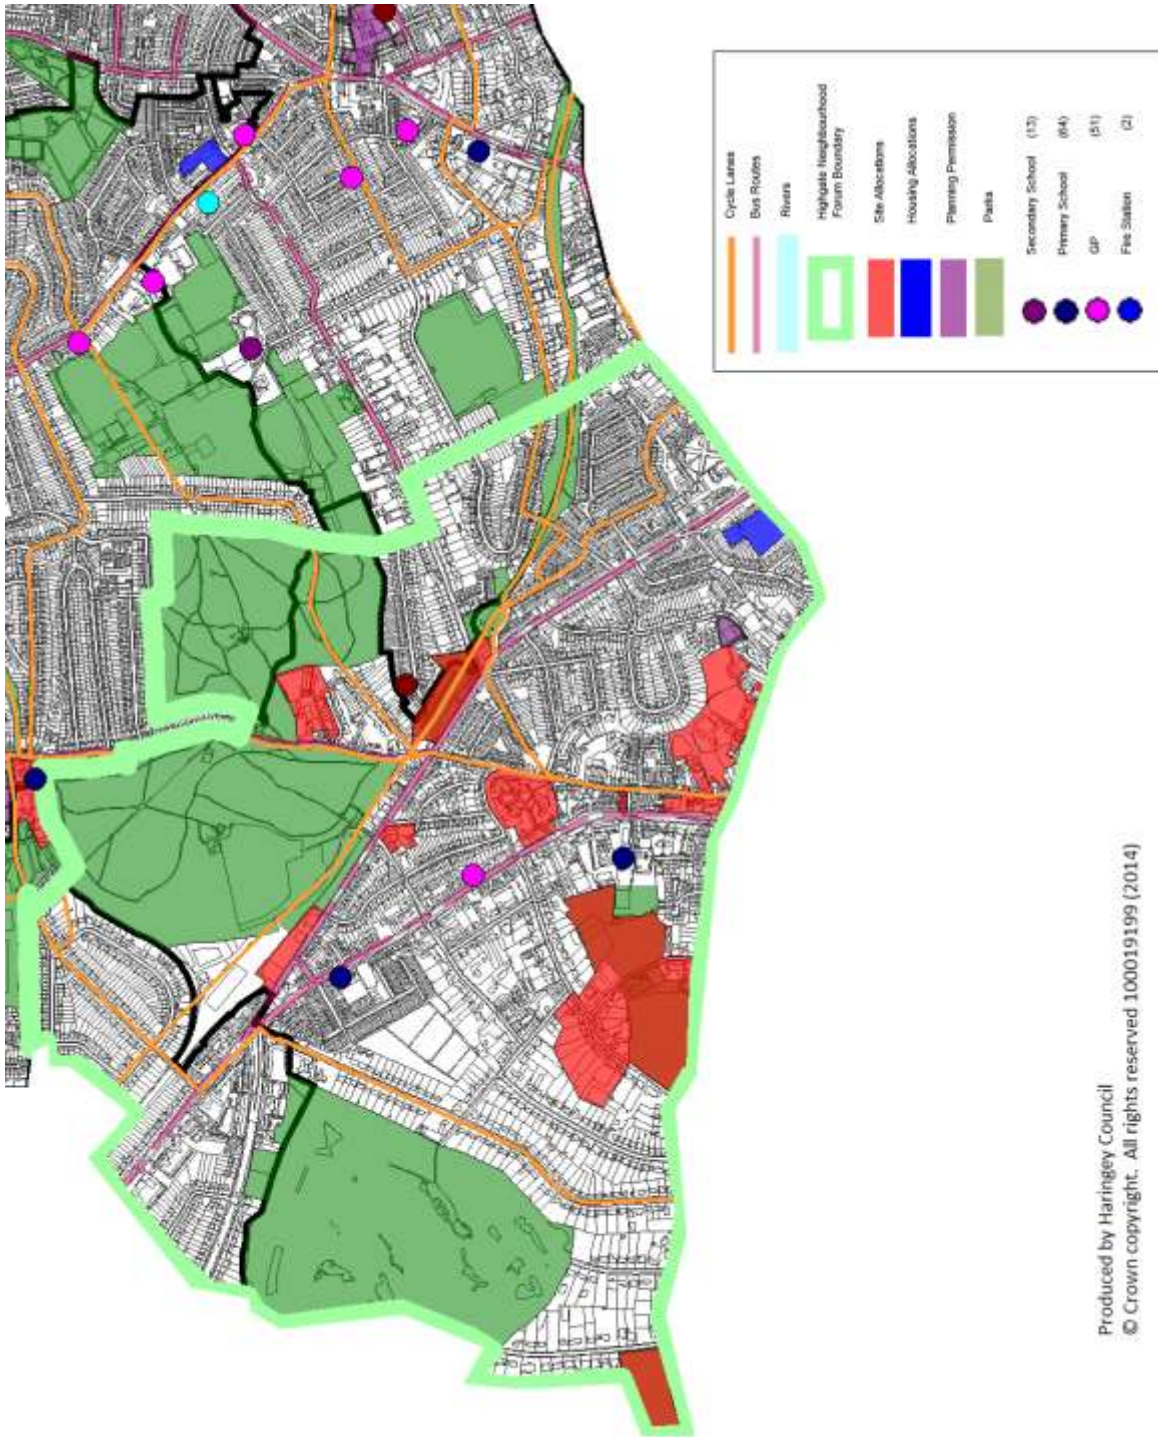 Cycle Lanes
Bus Routes
Rivers
Highgate Neighbourhood
Forum Boundary
Site Allocations
Housing Allocations
Planning Permission
Parks
Secondary School (13)
Primary School (64)
GP (51)
Fire Station (2)
Produced by Haringey Council
© Crown copyright. All rights reserved 100019199 (2014)